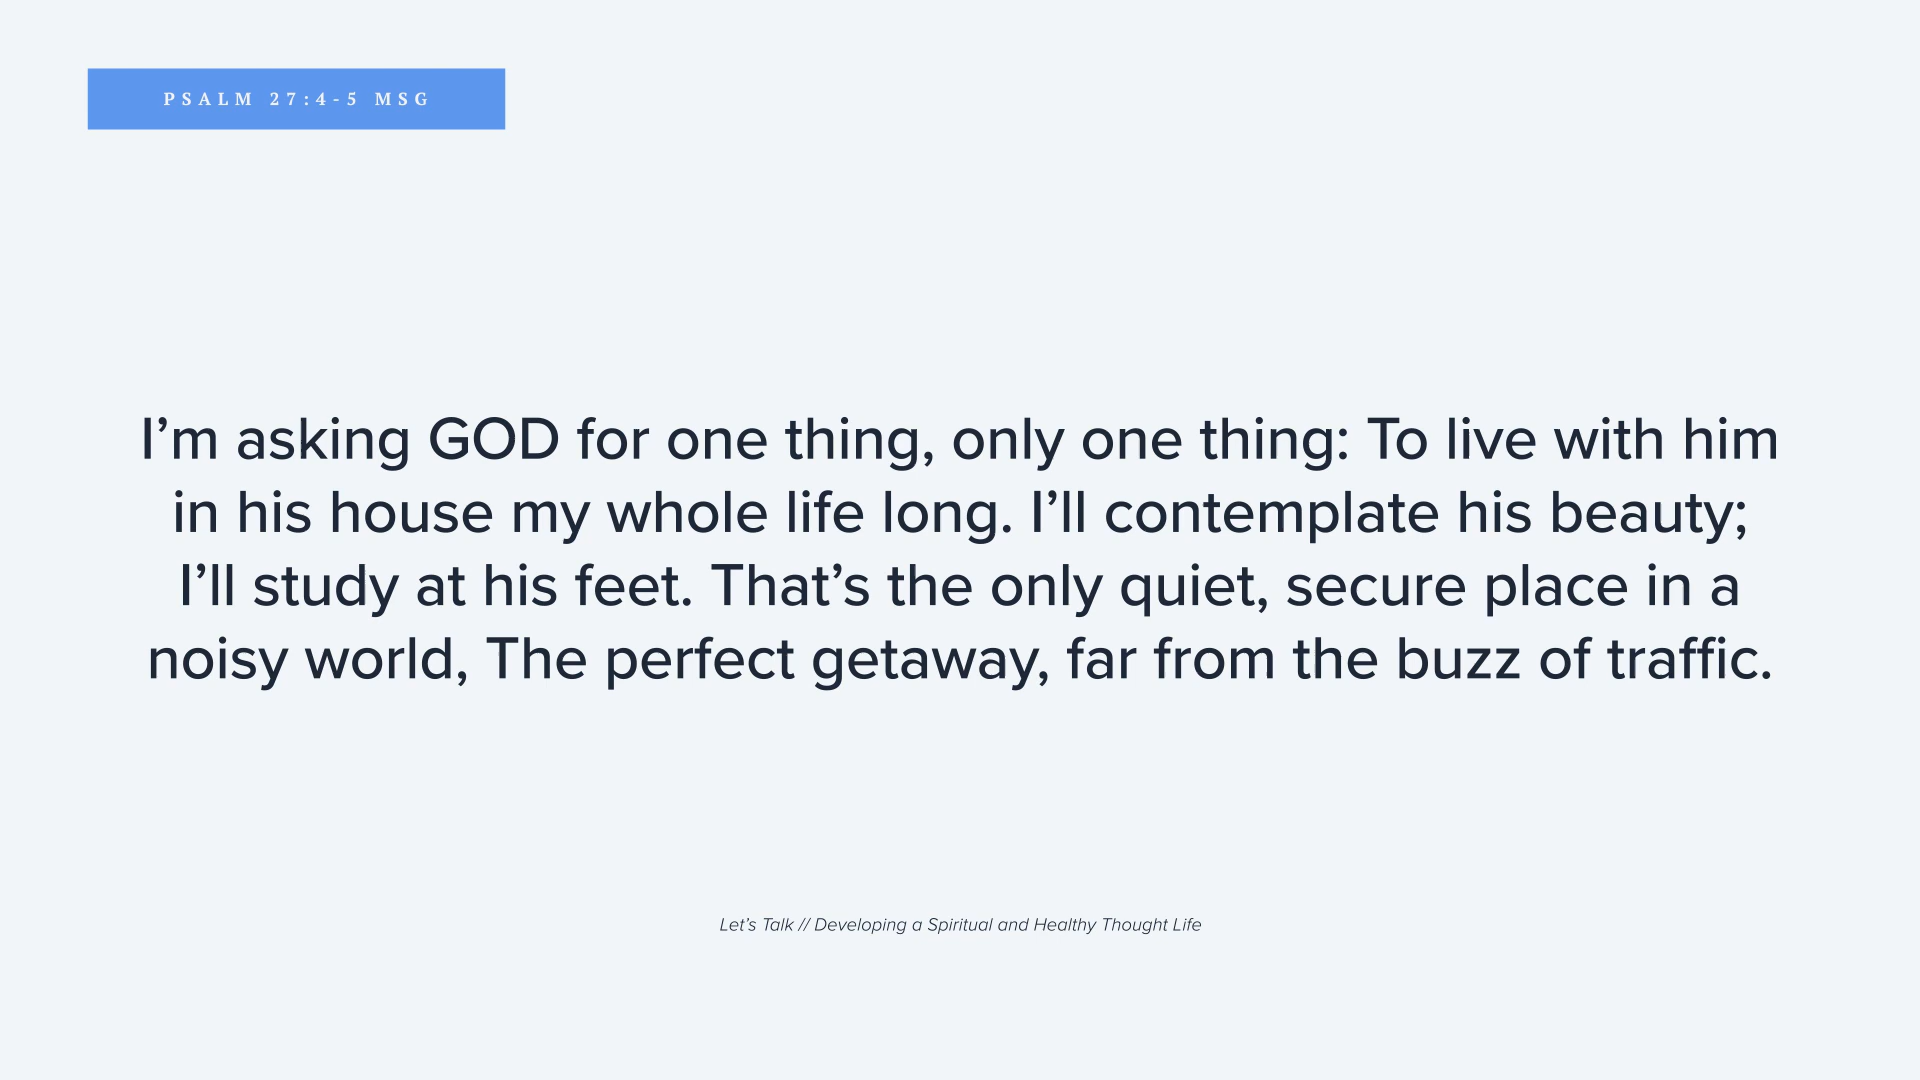 PSALM 27:4-5 MSG
I’m asking GOD for one thing, only one thing: To live with him
in his house my whole life long. I’ll contemplate his beauty;
I’ll study at his feet. That’s the only quiet, secure place in a
noisy world, The perfect getaway, far from the buzz of traffic.
Let’s Talk // Developing a Spiritual and Healthy Thought Life